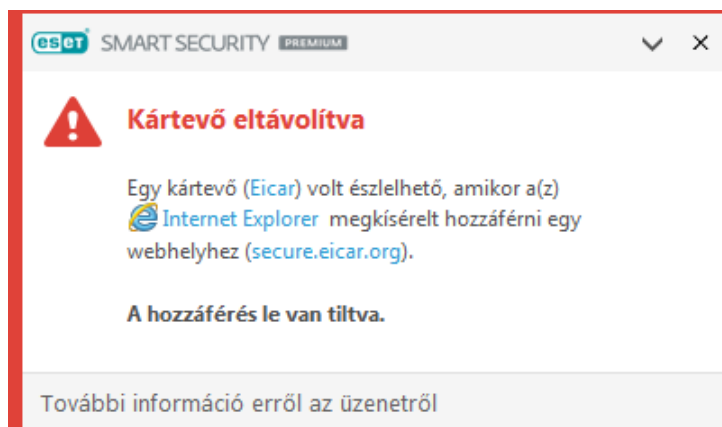 eset SMART SECURITY PREMIUM
Kártevő eltávolítva
Egy kártevő (Eicar) volt észlelhető, amikor a(z)
Internet Explorer megkísérelt hozzáférni egy
webhelyhez (secure.eicar.org).
A hozzáférés le van tiltva.
További információ erről az üzenetről